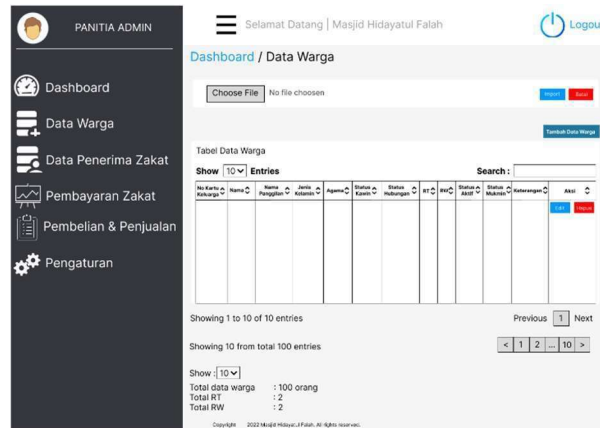 PANITIA ADMIN
Dashboard
Data Warga
Data Penerima Zakat
Pembayaran Zakat
Pembelian & Penjualan
Pengaturan
Selamat Datang | Masjid Hidayatul Falah
Logou
Dashboard / Data Warga
Choose File No file choosen
Import Batal
Tambah Data Warga
Tabel Data Warga
Show 10 Entries Search :
No Kartu Keluarga Nama Nama Panggilan Jenis Kelamin Agama Status Kawin Status Hubungan RT RW Status Aktif Status Mukmin Keterangan Aksi
Edit Hapus
Showing 1 to 10 of 10 entries Previous 1 Next
Showing 10 from total 100 entries < 1 2 ... 10 >
Show : 10
Total data warga : 100 orang
Total RT : 2
Total RW : 2
Copyright 2022 Masjid Hidayatul Falah. All rights reserved.